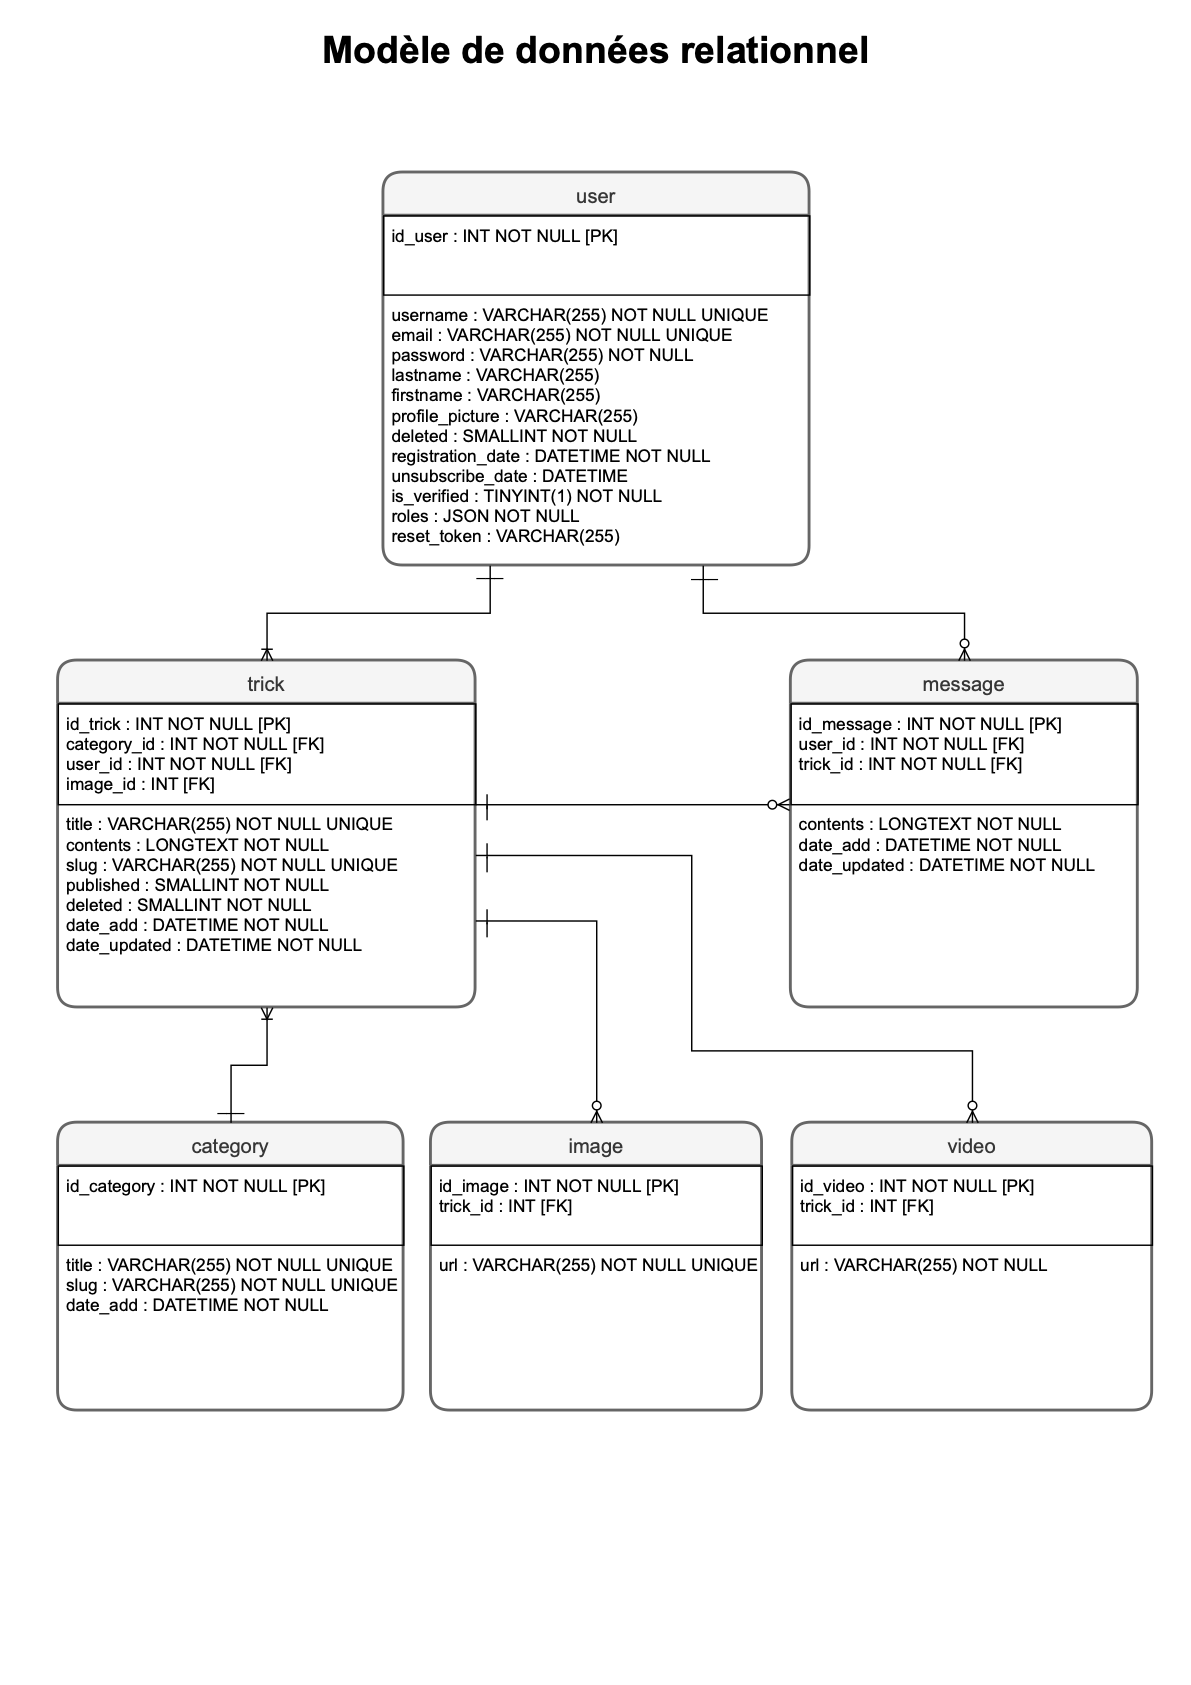 Modèle de données relationnel
user
id_user : INT NOT NULL [PK]
username : VARCHAR(255) NOT NULL UNIQUE
email : VARCHAR(255) NOT NULL UNIQUE
password : VARCHAR(255) NOT NULL
lastname : VARCHAR(255)
firstname : VARCHAR(255)
profile_picture : VARCHAR(255)
deleted : SMALLINT NOT NULL
registration_date : DATETIME NOT NULL
unsubscribe_date : DATETIME
is_verified : TINYINT(1) NOT NULL
roles : JSON NOT NULL
reset_token : VARCHAR(255)
trick
id_trick : INT NOT NULL [PK]
category_id : INT NOT NULL [FK]
user_id : INT NOT NULL [FK]
image_id : INT [FK]
title : VARCHAR(255) NOT NULL UNIQUE
contents : LONGTEXT NOT NULL
slug : VARCHAR(255) NOT NULL UNIQUE
published : SMALLINT NOT NULL
deleted : SMALLINT NOT NULL
date_add : DATETIME NOT NULL
date_updated : DATETIME NOT NULL
message
id_message : INT NOT NULL [PK]
user_id : INT NOT NULL [FK]
trick_id : INT NOT NULL [FK]
contents : LONGTEXT NOT NULL
date_add : DATETIME NOT NULL
date_updated : DATETIME NOT NULL
category
id_category : INT NOT NULL [PK]
title : VARCHAR(255) NOT NULL UNIQUE
slug : VARCHAR(255) NOT NULL UNIQUE
date_add : DATETIME NOT NULL
image
id_image : INT NOT NULL [PK]
trick_id : INT [FK]
url : VARCHAR(255) NOT NULL UNIQUE
video
id_video : INT NOT NULL [PK]
trick_id : INT [FK]
url : VARCHAR(255) NOT NULL